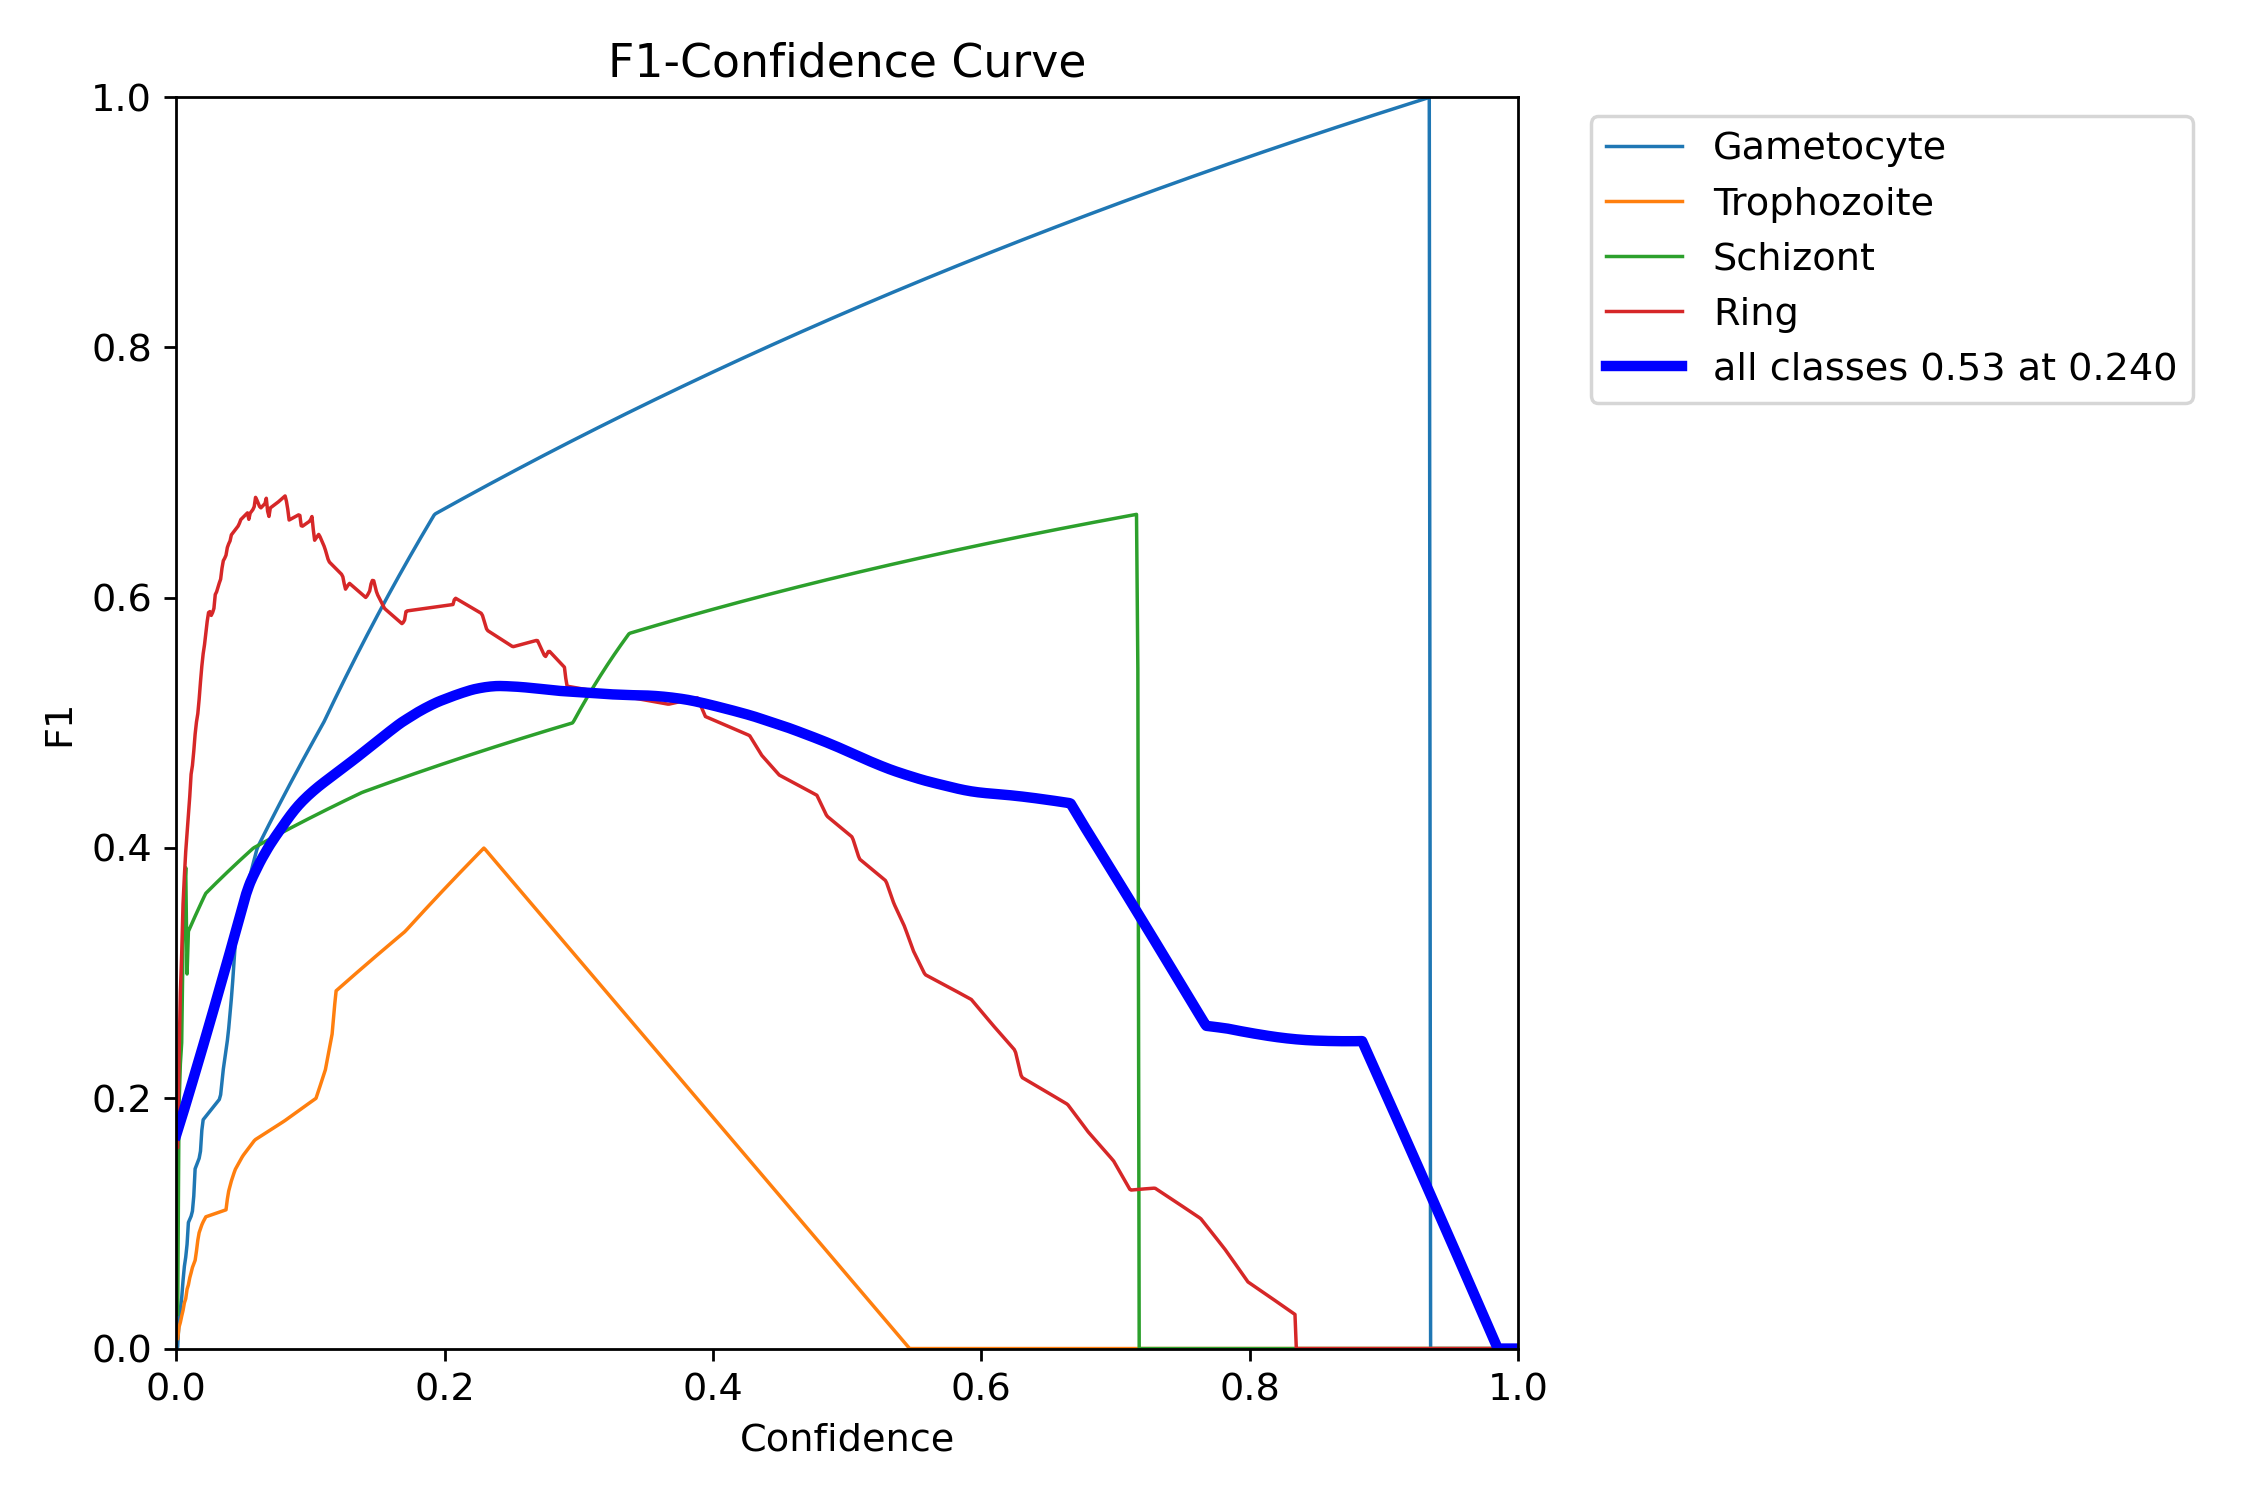 F1-Confidence Curve
1.0
0.8
0.6
0.4
0.2
0.0
F1
0.0 0.2 0.4 0.6 0.8 1.0
Confidence
Gametocyte
Trophozoite
Schizont
Ring
all classes 0.53 at 0.240